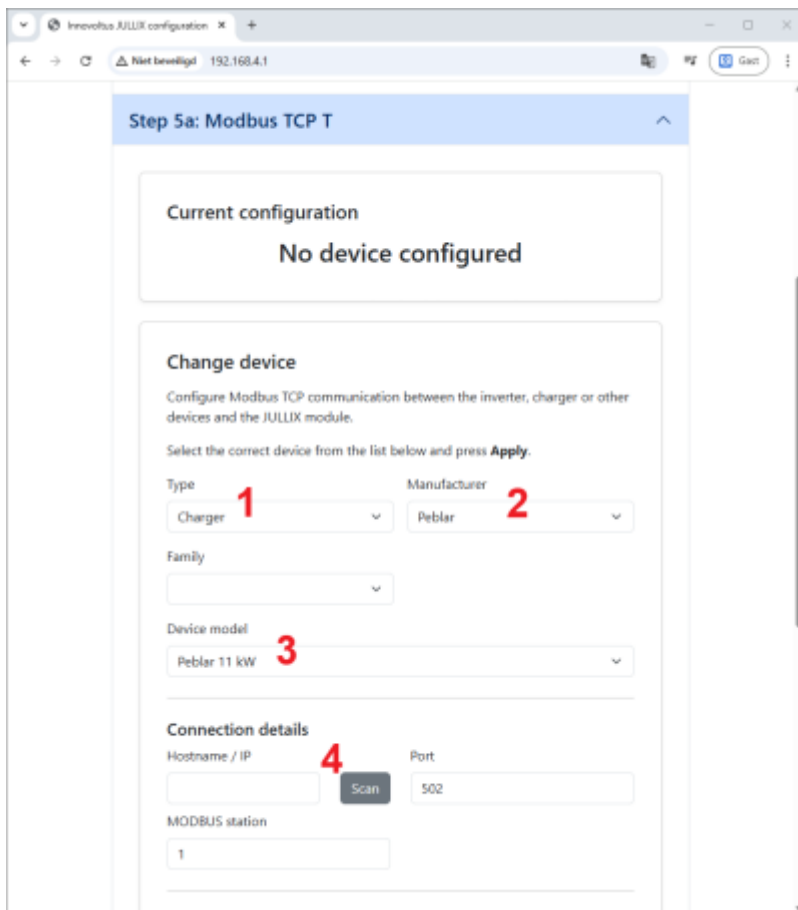 Innovoltus JULLIX configuration
Niet beveiligd 192.168.4.1 Gast
Step 5a: Modbus TCP T
Current configuration
No device configured
Change device
Configure Modbus TCP communication between the inverter, charger or other
devices and the JULLIX module.
Select the correct device from the list below and press Apply.
Type Manufacturer
1 2
Charger Peblar
Family
Device model
3
Peblar 11 kW
Connection details
Hostname / IP 4 Port
Scan 502
MODBUS station
1